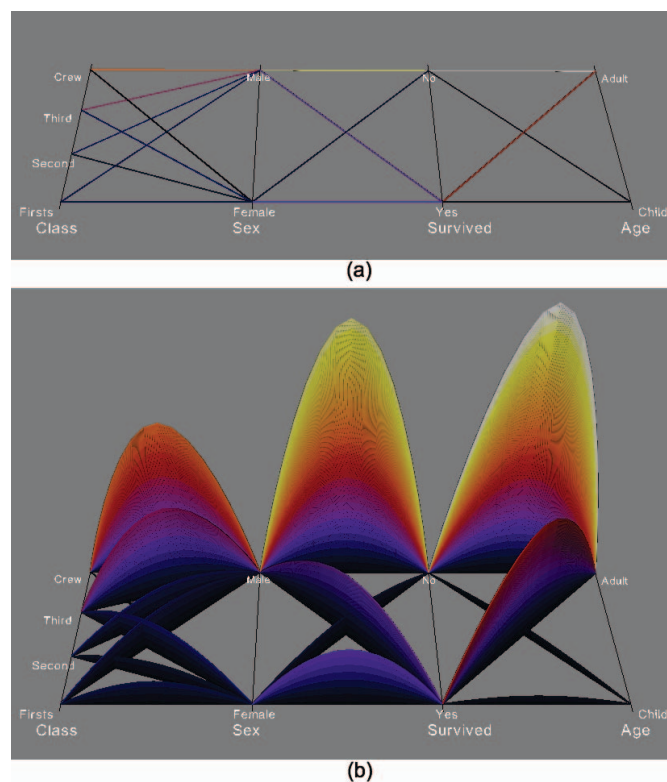 Crew Male No Adult
Third
Second
Firsts Female Yes Child
Class Sex Survived Age
(a)
Crew Male No Adult
Third
Second
Firsts Female Yes Child
Class Sex Survived Age
(b)